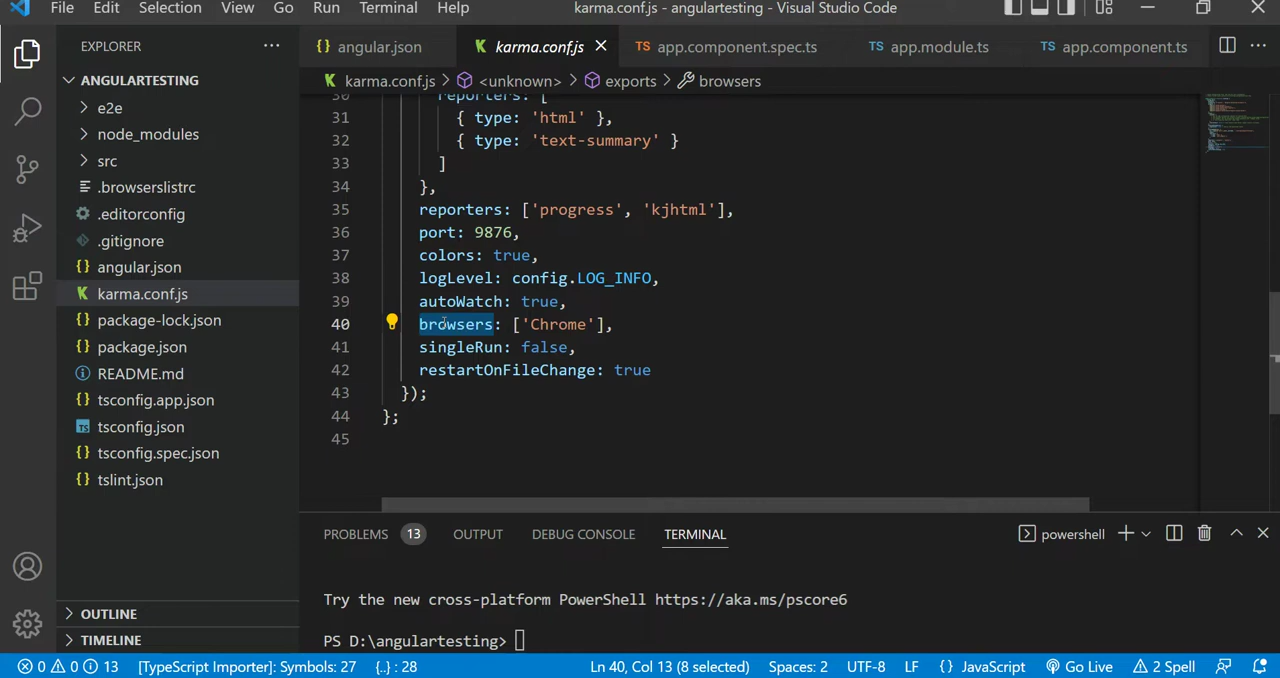 File Edit Selection View Go Run Terminal Help karma.conf.js - angulartesting - Visual Studio Code
EXPLORER
ANGULARTESTING
e2e
node_modules
src
.browserslistrc
.editorconfig
.gitignore
{} angular.json
karma.conf.js
{} package-lock.json
{} package.json
README.md
{} tsconfig.app.json
TS tsconfig.json
{} tsconfig.spec.json
{} tslint.json
OUTLINE
TIMELINE
{} angular.json karma.conf.js TS app.component.spec.ts TS app.module.ts TS app.component.ts
karma.conf.js > <unknown> > exports > browsers
30 reporters: [
31 { type: 'html' },
32 { type: 'text-summary' }
33 ]
34 },
35 reporters: ['progress', 'kjhtml'],
36 port: 9876,
37 colors: true,
38 logLevel: config.LOG_INFO,
39 autoWatch: true,
40 browsers: ['Chrome'],
41 singleRun: false,
42 restartOnFileChange: true
43 });
44 };
45
PROBLEMS 13 OUTPUT DEBUG CONSOLE TERMINAL powershell
Try the new cross-platform PowerShell https://aka.ms/pscore6
PS D:\angulartesting>
0 0 13 [TypeScript Importer]: Symbols: 27 {..} : 28 Ln 40, Col 13 (8 selected) Spaces: 2 UTF-8 LF {} JavaScript Go Live 2 Spell